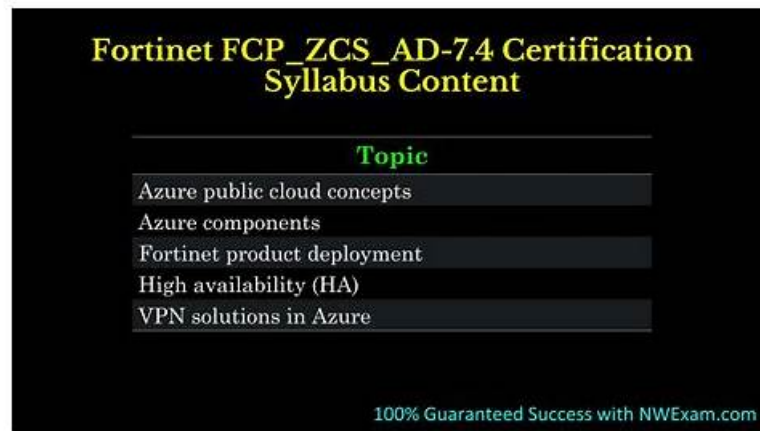 Fortinet FCP_ZCS_AD-7.4 Certification
Syllabus Content
Topic
Azure public cloud concepts
Azure components
Fortinet product deployment
High availability (HA)
VPN solutions in Azure
100% Guaranteed Success with NWExam.com